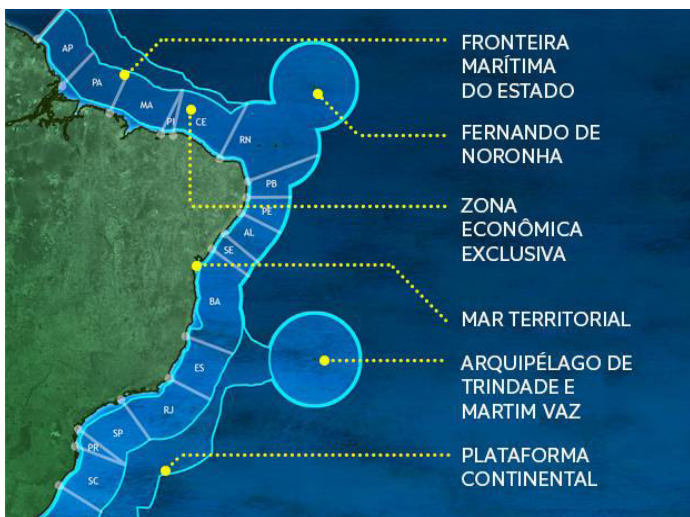 FRONTEIRA
MARÍTIMA
DO ESTADO
FERNANDO DE
NORONHA
ZONA
ECONÔMICA
EXCLUSIVA
MAR TERRITORIAL
ARQUIPÉLAGO DE
TRINDADE E
MARTIM VAZ
PLATAFORMA
CONTINENTAL
AP
PA
MA
PI
CE
RN
PB
PE
AL
SE
BA
ES
RJ
SP
PR
SC